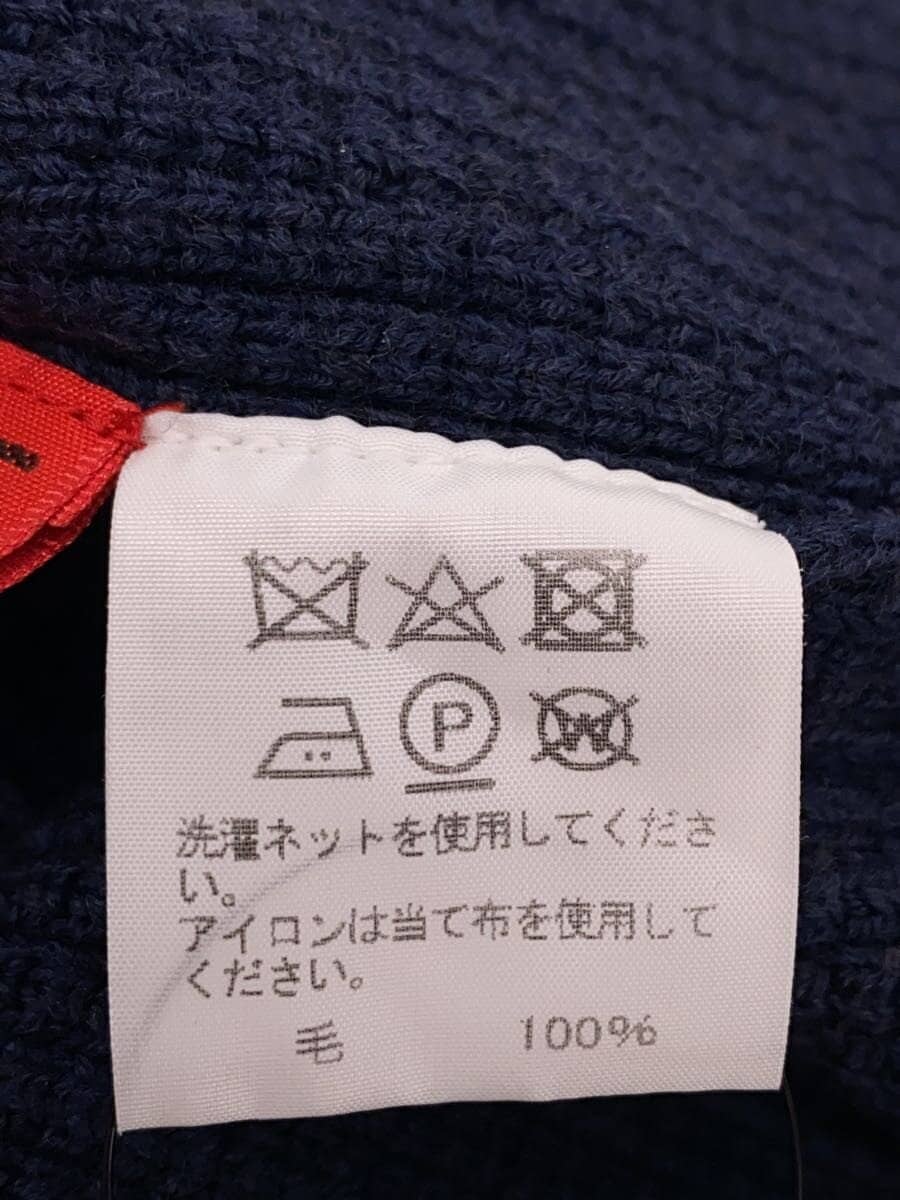 P
W
洗濯ネットを使用してくださ
い。
アイロンは当て布を使用して
ください。
毛 100%